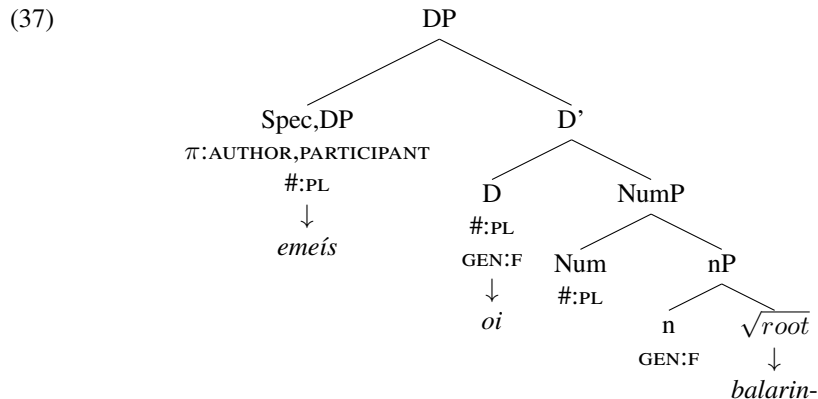 (37) DP
Spec,DP D'
π:AUTHOR,PARTICIPANT
#:PL D NumP
↓ #:PL
emeís GEN:F Num nP
↓ #:PL
oi n √root
GEN:F ↓
balarin-